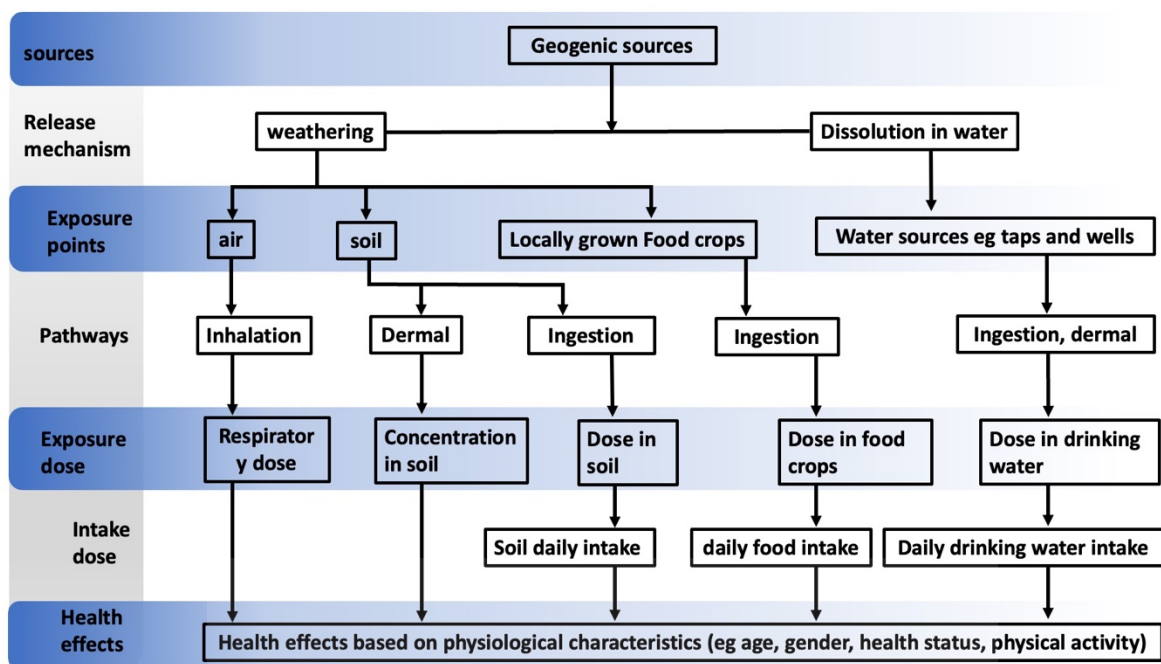 sources
Geogenic sources
Release
mechanism
weathering
Dissolution in water
Exposure
points
air
soil
Locally grown Food crops
Water sources eg taps and wells
Pathways
Inhalation
Dermal
Ingestion
Ingestion
Ingestion, dermal
Exposure
dose
Respirator
y dose
Concentration
in soil
Dose in
soil
Dose in food
crops
Dose in drinking
water
Intake
dose
Soil daily intake
daily food intake
Daily drinking water intake
Health
effects
Health effects based on physiological characteristics (eg age, gender, health status, physical activity)